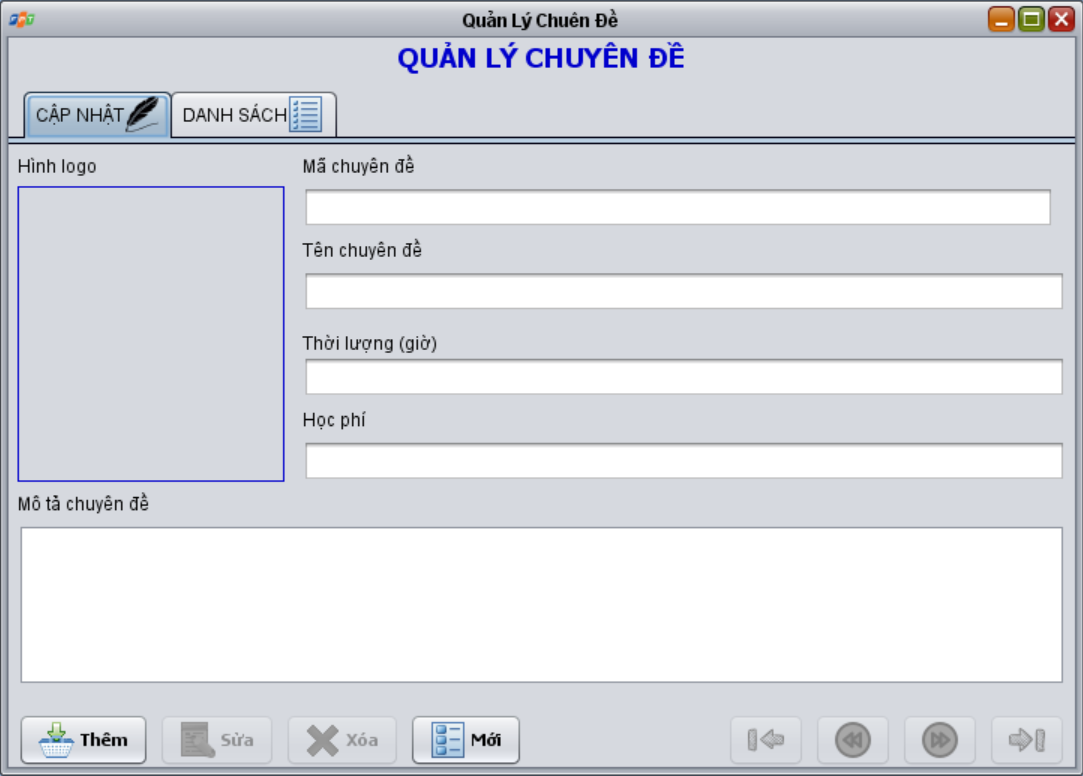 Quản Lý Chuên Đề
QUẢN LÝ CHUYÊN ĐỀ
CẬP NHẬT
DANH SÁCH
Hình logo
Mã chuyên đề
Tên chuyên đề
Thời lượng (giờ)
Học phí
Mô tả chuyên đề
Thêm
Sửa
Xóa
Mới